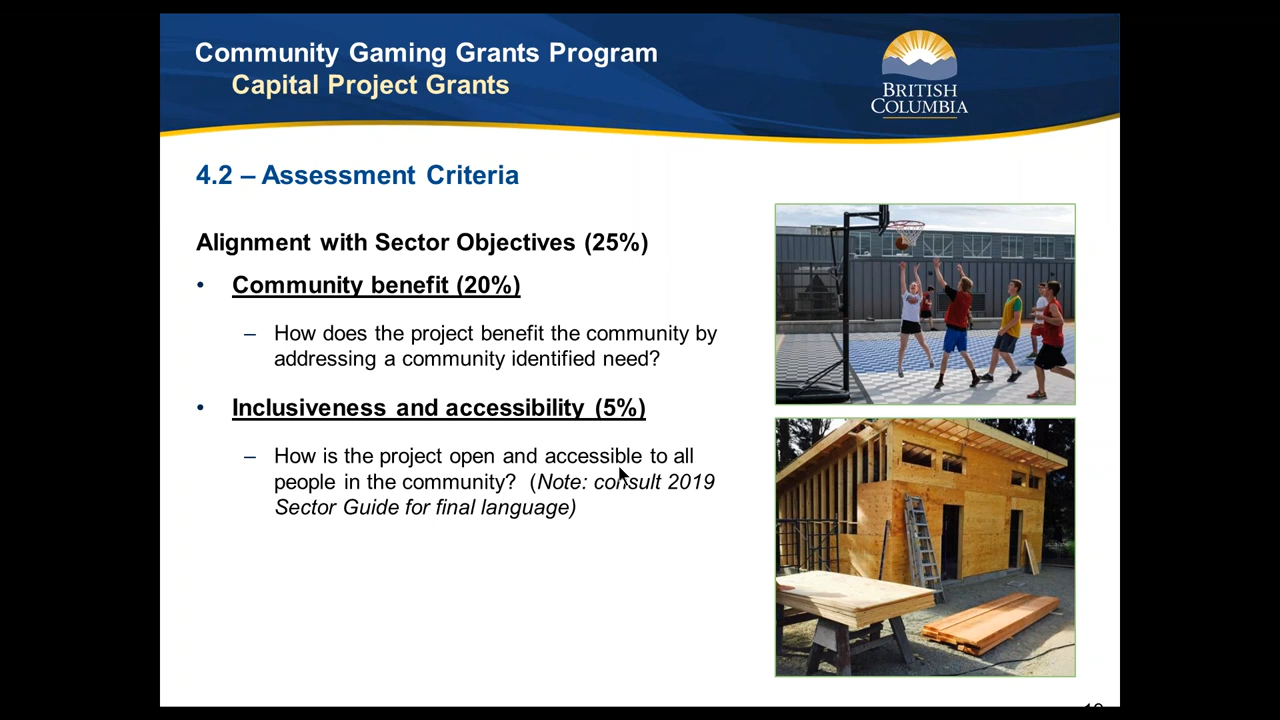 Community Gaming Grants Program
Capital Project Grants
BRITISH
COLUMBIA
4.2 – Assessment Criteria
Alignment with Sector Objectives (25%)
• Community benefit (20%)
– How does the project benefit the community by
addressing a community identified need?
• Inclusiveness and accessibility (5%)
– How is the project open and accessible to all
people in the community? (Note: consult 2019
Sector Guide for final language)